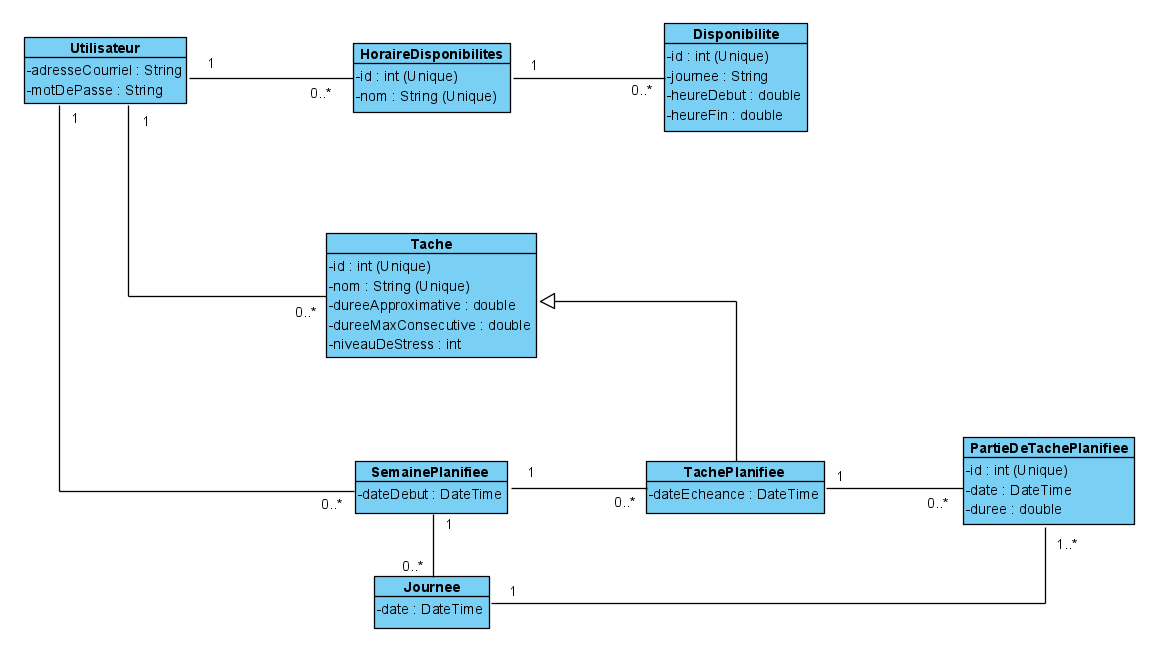 Utilisateur
-adresseCourriel : String
-motDePasse : String
1
0..*
HoraireDisponibilites
-id : int (Unique)
-nom : String (Unique)
1
0..*
Disponibilite
-id : int (Unique)
-journee : String
-heureDebut : double
-heureFin : double
1
1
Tache
-id : int (Unique)
-nom : String (Unique)
-dureeApproximative : double
-dureeMaxConsecutive : double
-niveauDeStress : int
0..*
SemainePlanifiee
-dateDebut : DateTime
0..*
1
0..*
TachePlanifiee
-dateEcheance : DateTime
1
0..*
PartieDeTachePlanifiee
-id : int (Unique)
-date : DateTime
-duree : double
1
0..*
1..*
Journee
-date : DateTime
1